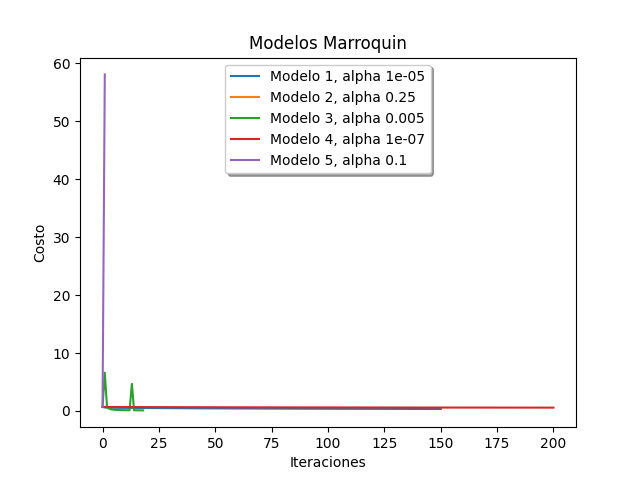 Modelos Marroquin
60
50
40
30
20
10
0
Costo
Modelo 1, alpha 1e-05
Modelo 2, alpha 0.25
Modelo 3, alpha 0.005
Modelo 4, alpha 1e-07
Modelo 5, alpha 0.1
0 25 50 75 100 125 150 175 200
Iteraciones